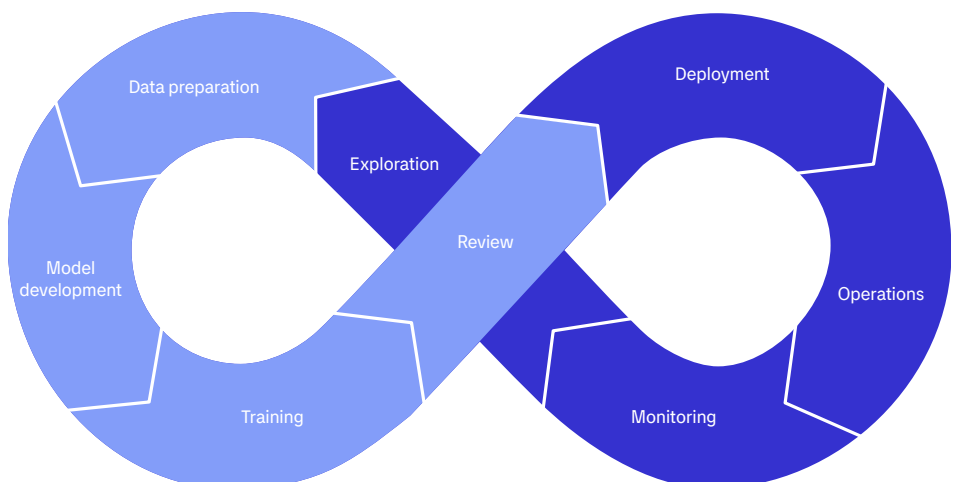 Data preparation
Deployment
Exploration
Review
Model
development
Operations
Training
Monitoring